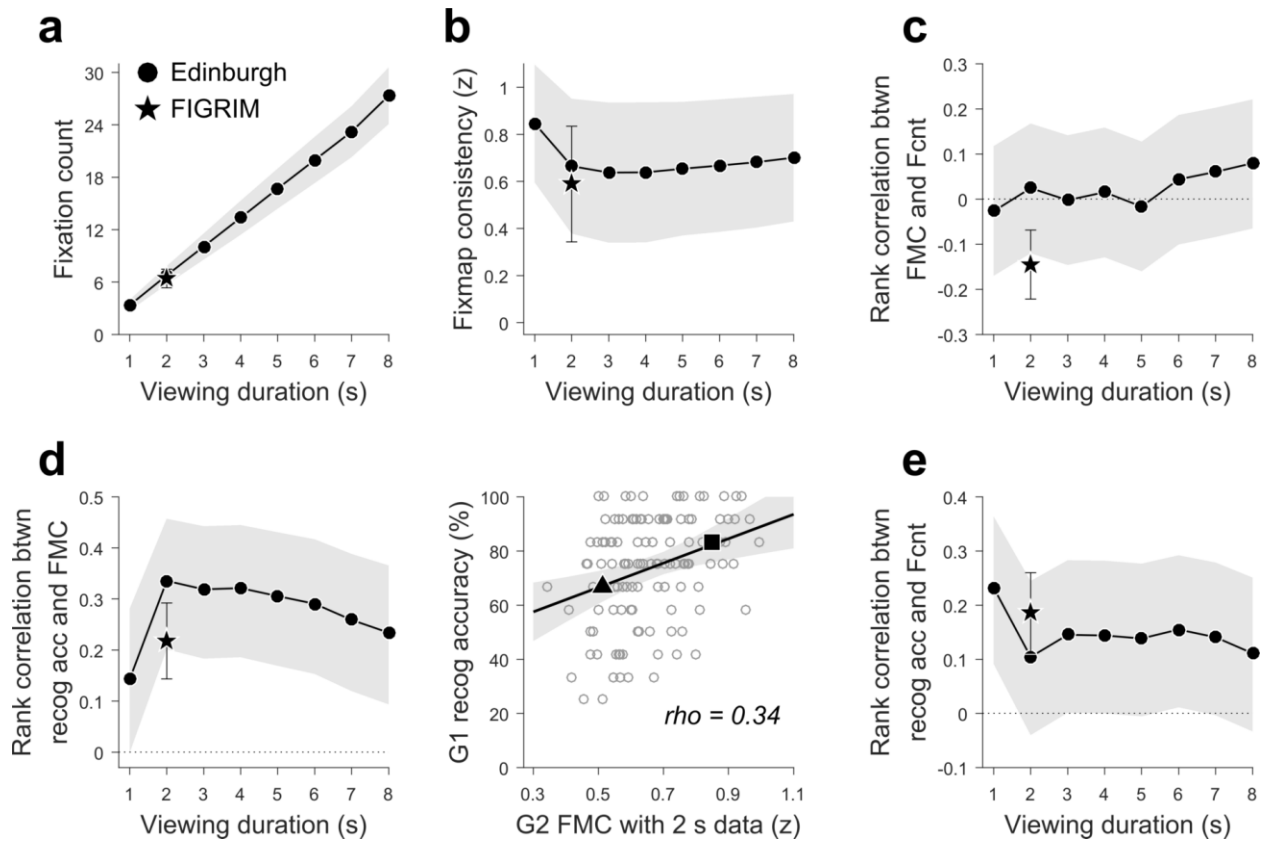 a
Edinburgh
FIGRIM
Fixation count
30
24
18
12
6
0
1 2 3 4 5 6 7 8
Viewing duration (s)
b
Fixmap consistency (z)
1
0.8
0.6
0.4
0.2
0
1 2 3 4 5 6 7 8
Viewing duration (s)
c
Rank correlation btwn
FMC and Fcnt
0.3
0.2
0.1
0
-0.1
-0.2
-0.3
1 2 3 4 5 6 7 8
Viewing duration (s)
d
Rank correlation btwn
recog acc and FMC
0.5
0.4
0.3
0.2
0.1
0
1 2 3 4 5 6 7 8
Viewing duration (s)
G1 recog accuracy (%)
100
80
60
40
20
0
rho = 0.34
0.3 0.5 0.7 0.9 1.1
G2 FMC with 2 s data (z)
e
Rank correlation btwn
recog acc and Fcnt
0.4
0.3
0.2
0.1
0
-0.1
1 2 3 4 5 6 7 8
Viewing duration (s)